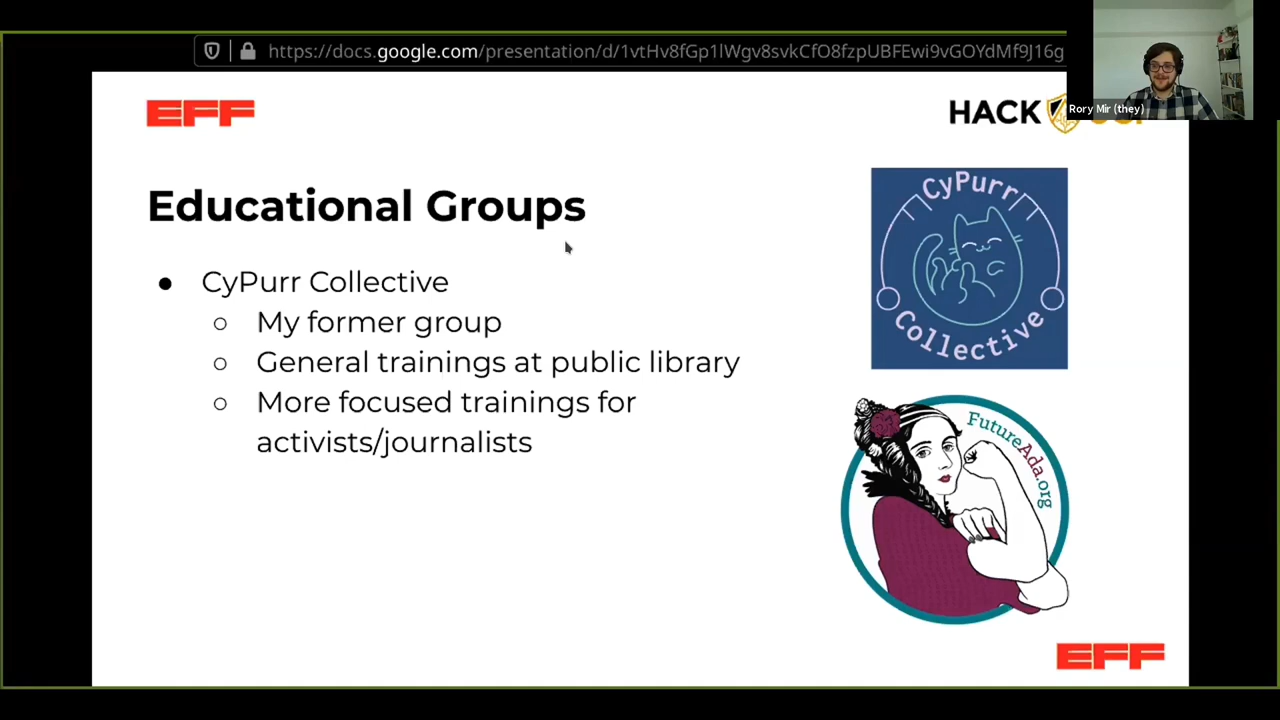 https://docs.google.com/presentation/d/1vtHv8fGp1lWgv8svkCfO8fzpUBFEwi9vGOYdMf9J16g
Rory Mir (they)
EFF
HACK
Educational Groups
CyPurr
Collective
● CyPurr Collective
○ My former group
○ General trainings at public library
○ More focused trainings for
activists/journalists
FutureAda.org
EFF